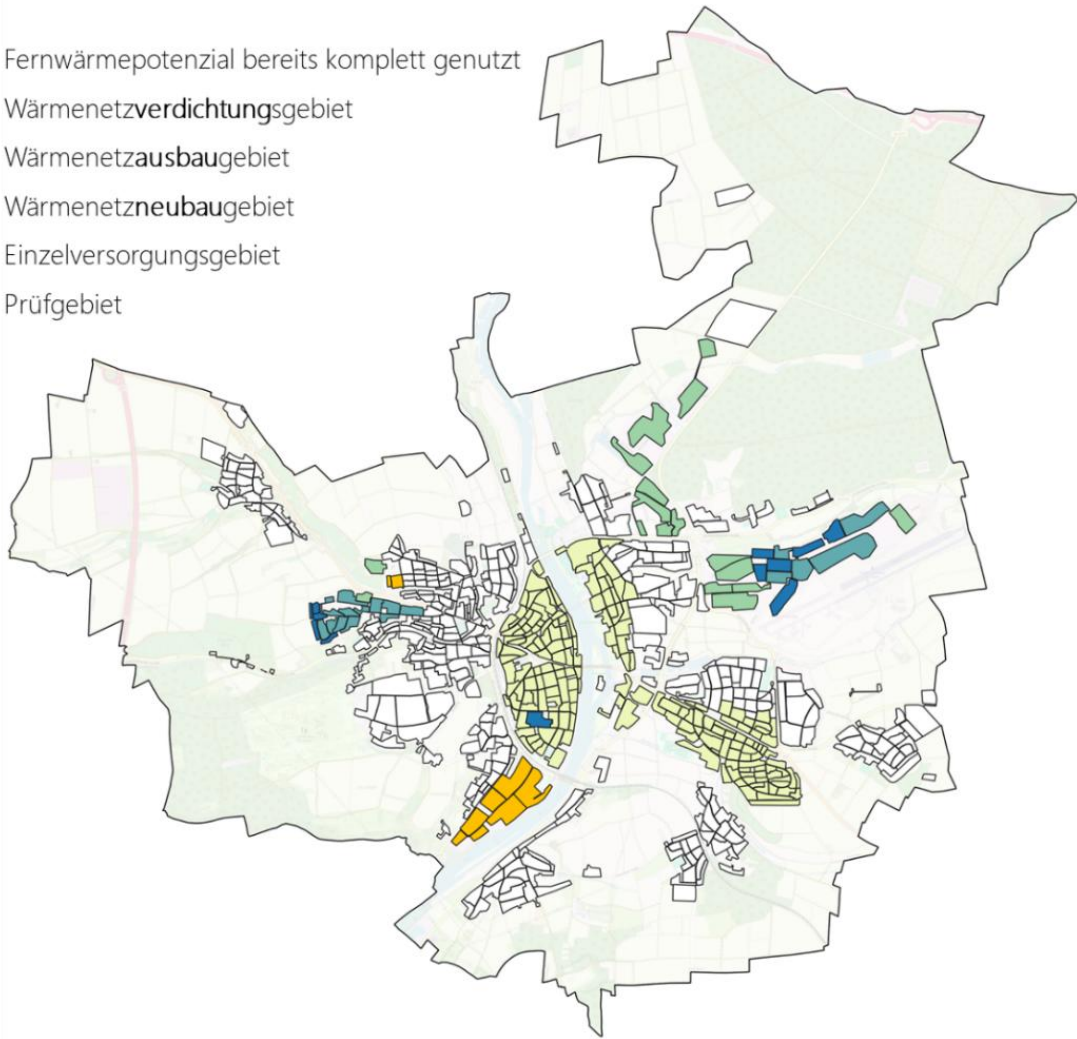 Fernwärmepotenzial bereits komplett genutzt
Wärmenetzverdichtungsgebiet
Wärmenetzausbaugebiet
Wärmenetzneubaugebiet
Einzelversorgungsgebiet
Prüfgebiet